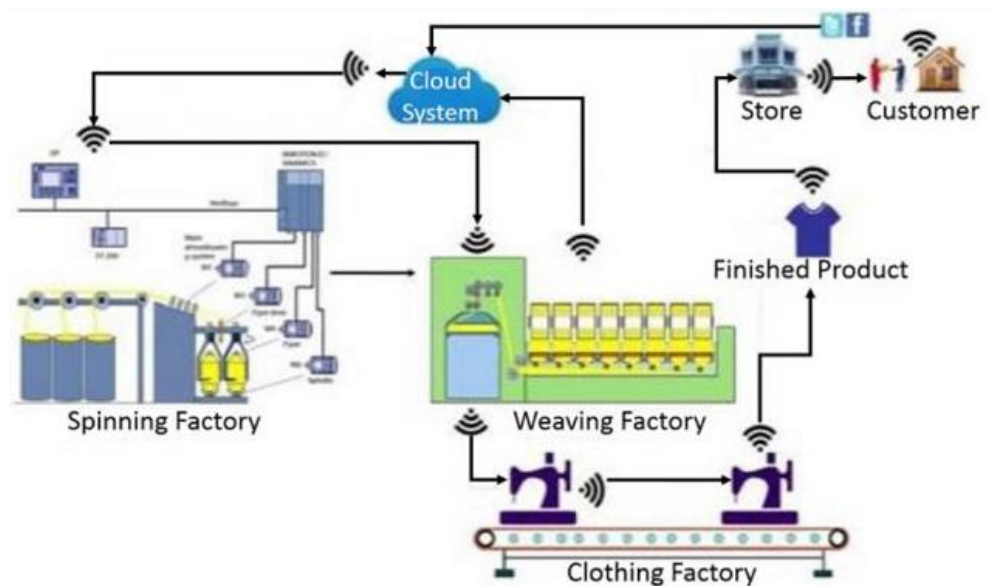 Cloud
System
Store
Customer
Finished Product
Spinning Factory
Weaving Factory
Clothing Factory